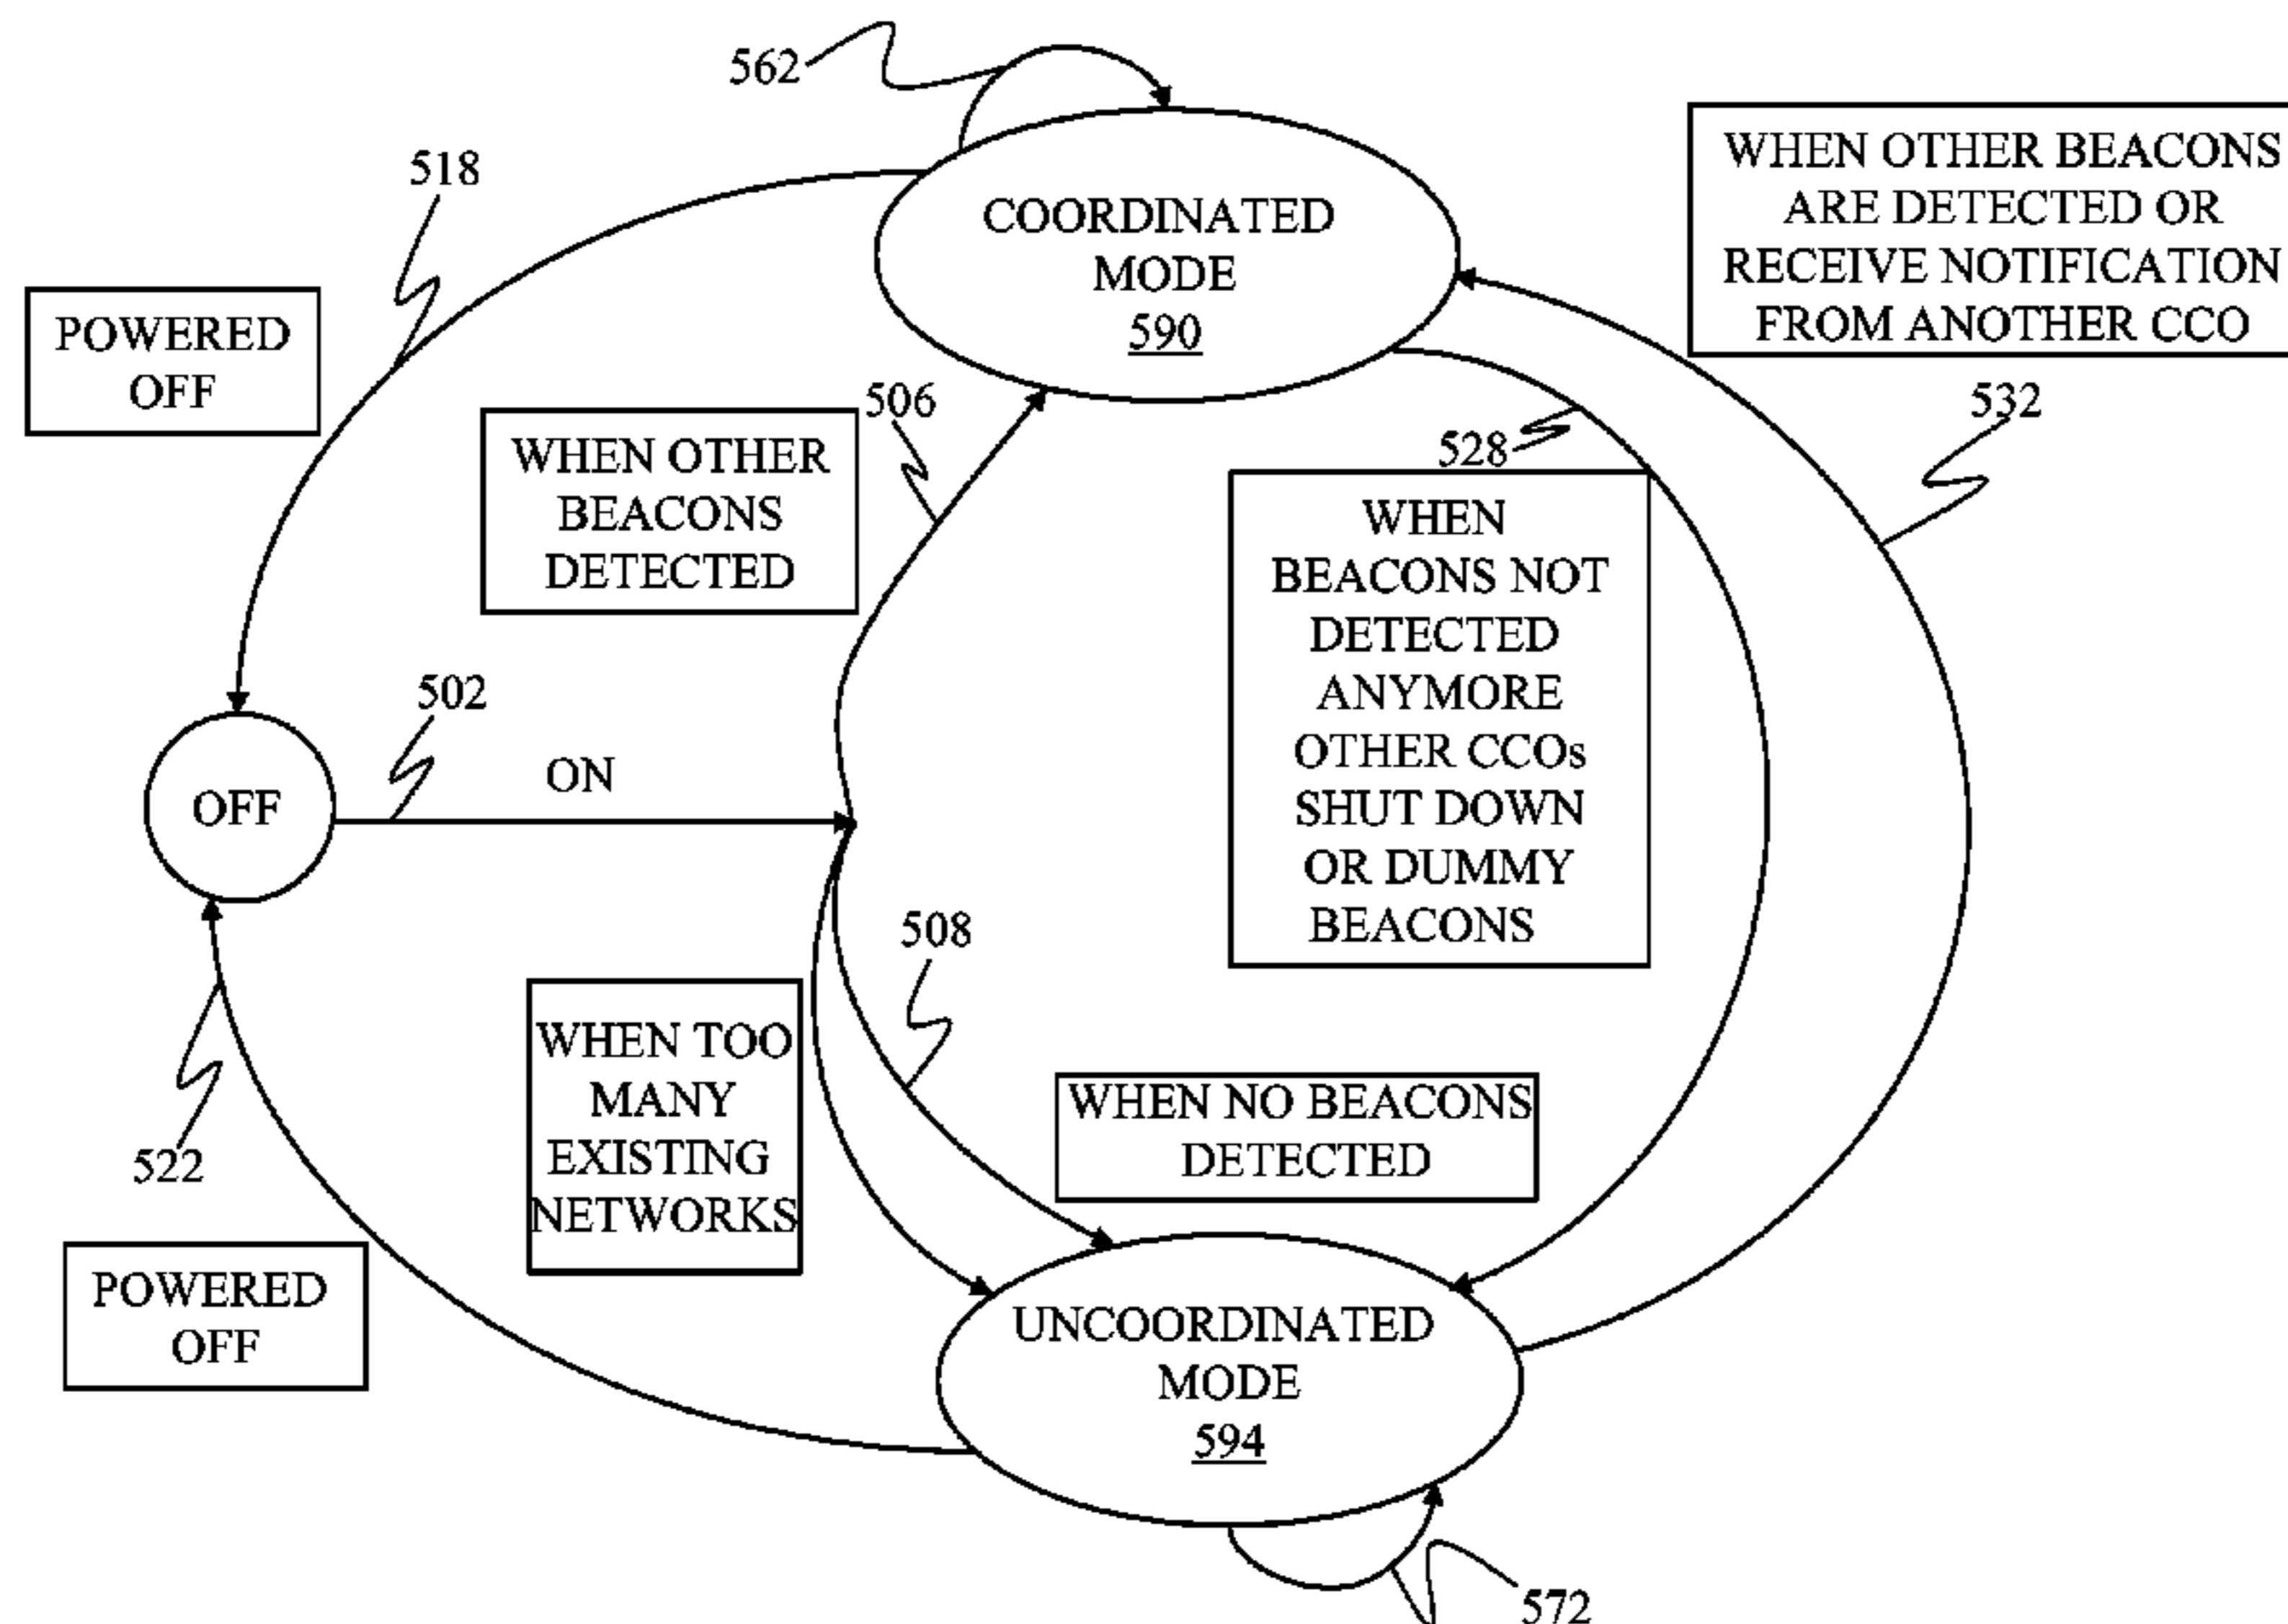 562
518
COORDINATED
MODE
590
WHEN OTHER BEACONS
ARE DETECTED OR
RECEIVE NOTIFICATION
FROM ANOTHER CCO
532
POWERED
OFF
506
WHEN OTHER
BEACONS
DETECTED
528
WHEN
BEACONS NOT
DETECTED
ANYMORE
OTHER CCOs
SHUT DOWN
OR DUMMY
BEACONS
502
ON
OFF
508
WHEN TOO
MANY
EXISTING
NETWORKS
WHEN NO BEACONS
DETECTED
522
POWERED
OFF
UNCOORDINATED
MODE
594
572